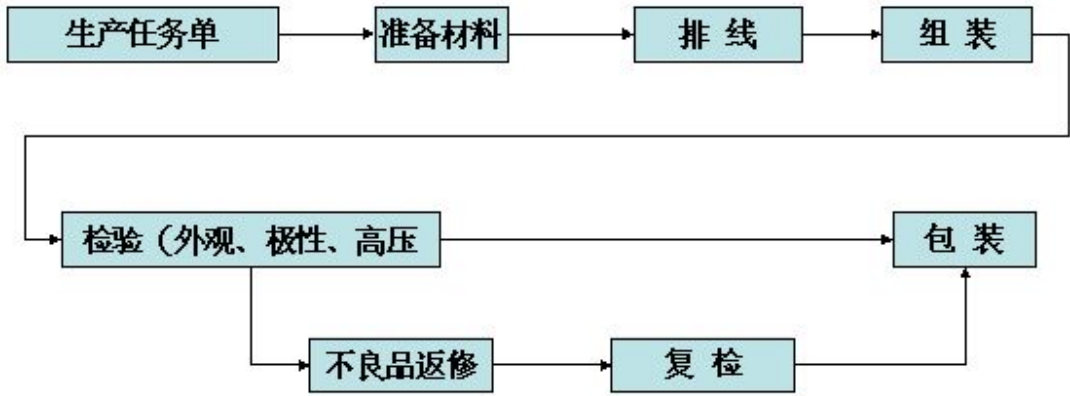 生产任务单
准备材料
排 线
组 装
检验（外观、极性、高压
包 装
不良品返修
复 检